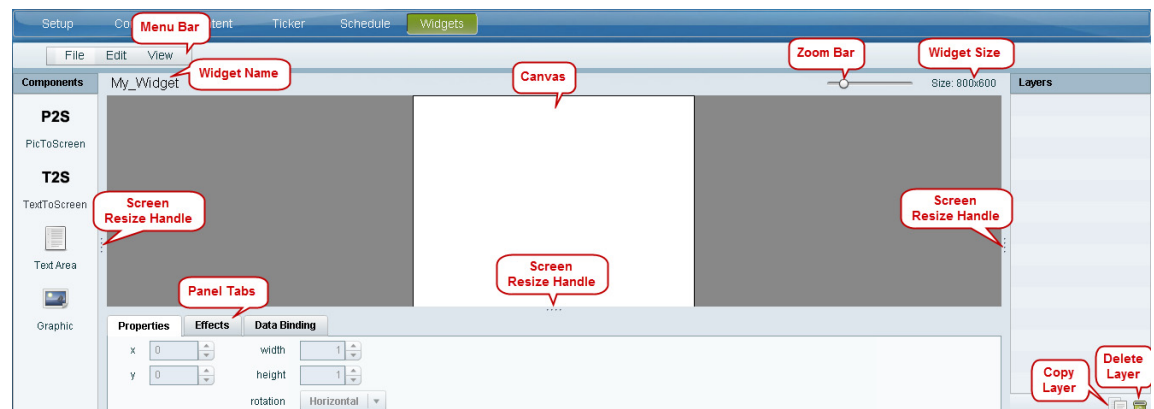 Setup Co tent Ticker Schedule Widgets
Menu Bar
File Edit View
Zoom Bar
Widget Size
Components
My_Widget
Widget Name
Canvas
Size: 800x600
Layers
P2S
PicToScreen
T2S
TextToScreen
Screen
Resize Handle
Screen
Resize Handle
Text Area
Screen
Resize Handle
Panel Tabs
Graphic
Properties Effects Data Binding
x 0 width 1
y 0 height 1
rotation Horizontal
Copy
Layer
Delete
Layer